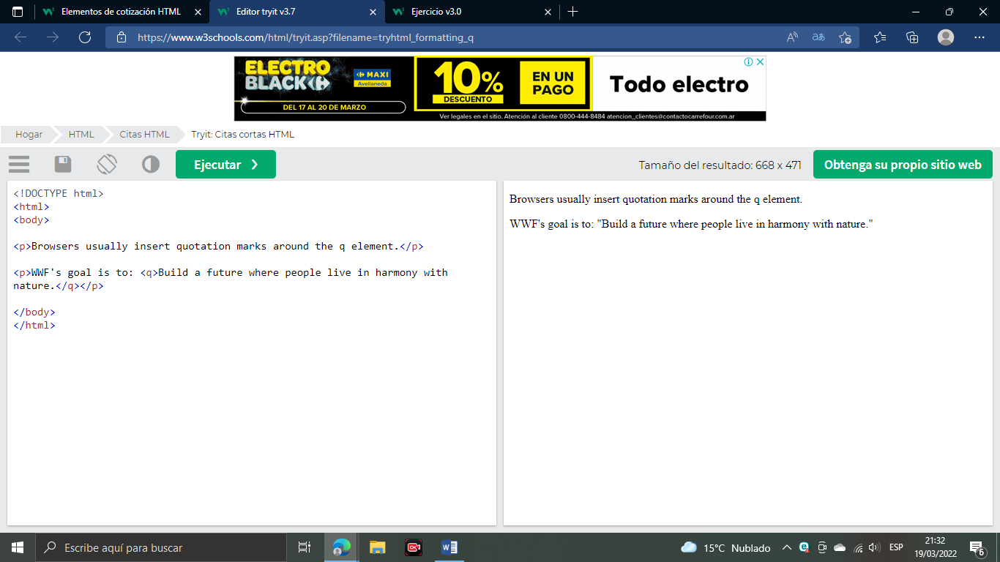 Elementos de cotización HTML
Editor tryit v3.7
Ejercicio v3.0
https://www.w3schools.com/html/tryit.asp?filename=tryhtml_formatting_q
ELECTRO
BLACK
MAXI
Avellaneda
DEL 17 AL 20 DE MARZO
10%
DESCUENTO
EN UN
PAGO
Todo electro
Ver legales en el sitio. Atención al cliente 0800-444-8484 atencion_clientes@contactocarrefour.com.ar
Hogar
HTML
Citas HTML
Tryit: Citas cortas HTML
Ejecutar ❯
Tamaño del resultado: 668 x 471
Obtenga su propio sitio web
<!DOCTYPE html>
<html>
<body>
<p>Browsers usually insert quotation marks around the q element.</p>
<p>WWF's goal is to: <q>Build a future where people live in harmony with
nature.</q></p>
</body>
</html>
Browsers usually insert quotation marks around the q element.
WWF's goal is to: "Build a future where people live in harmony with nature."
Escribe aquí para buscar
15°C Nublado
ESP
21:32
19/03/2022
6